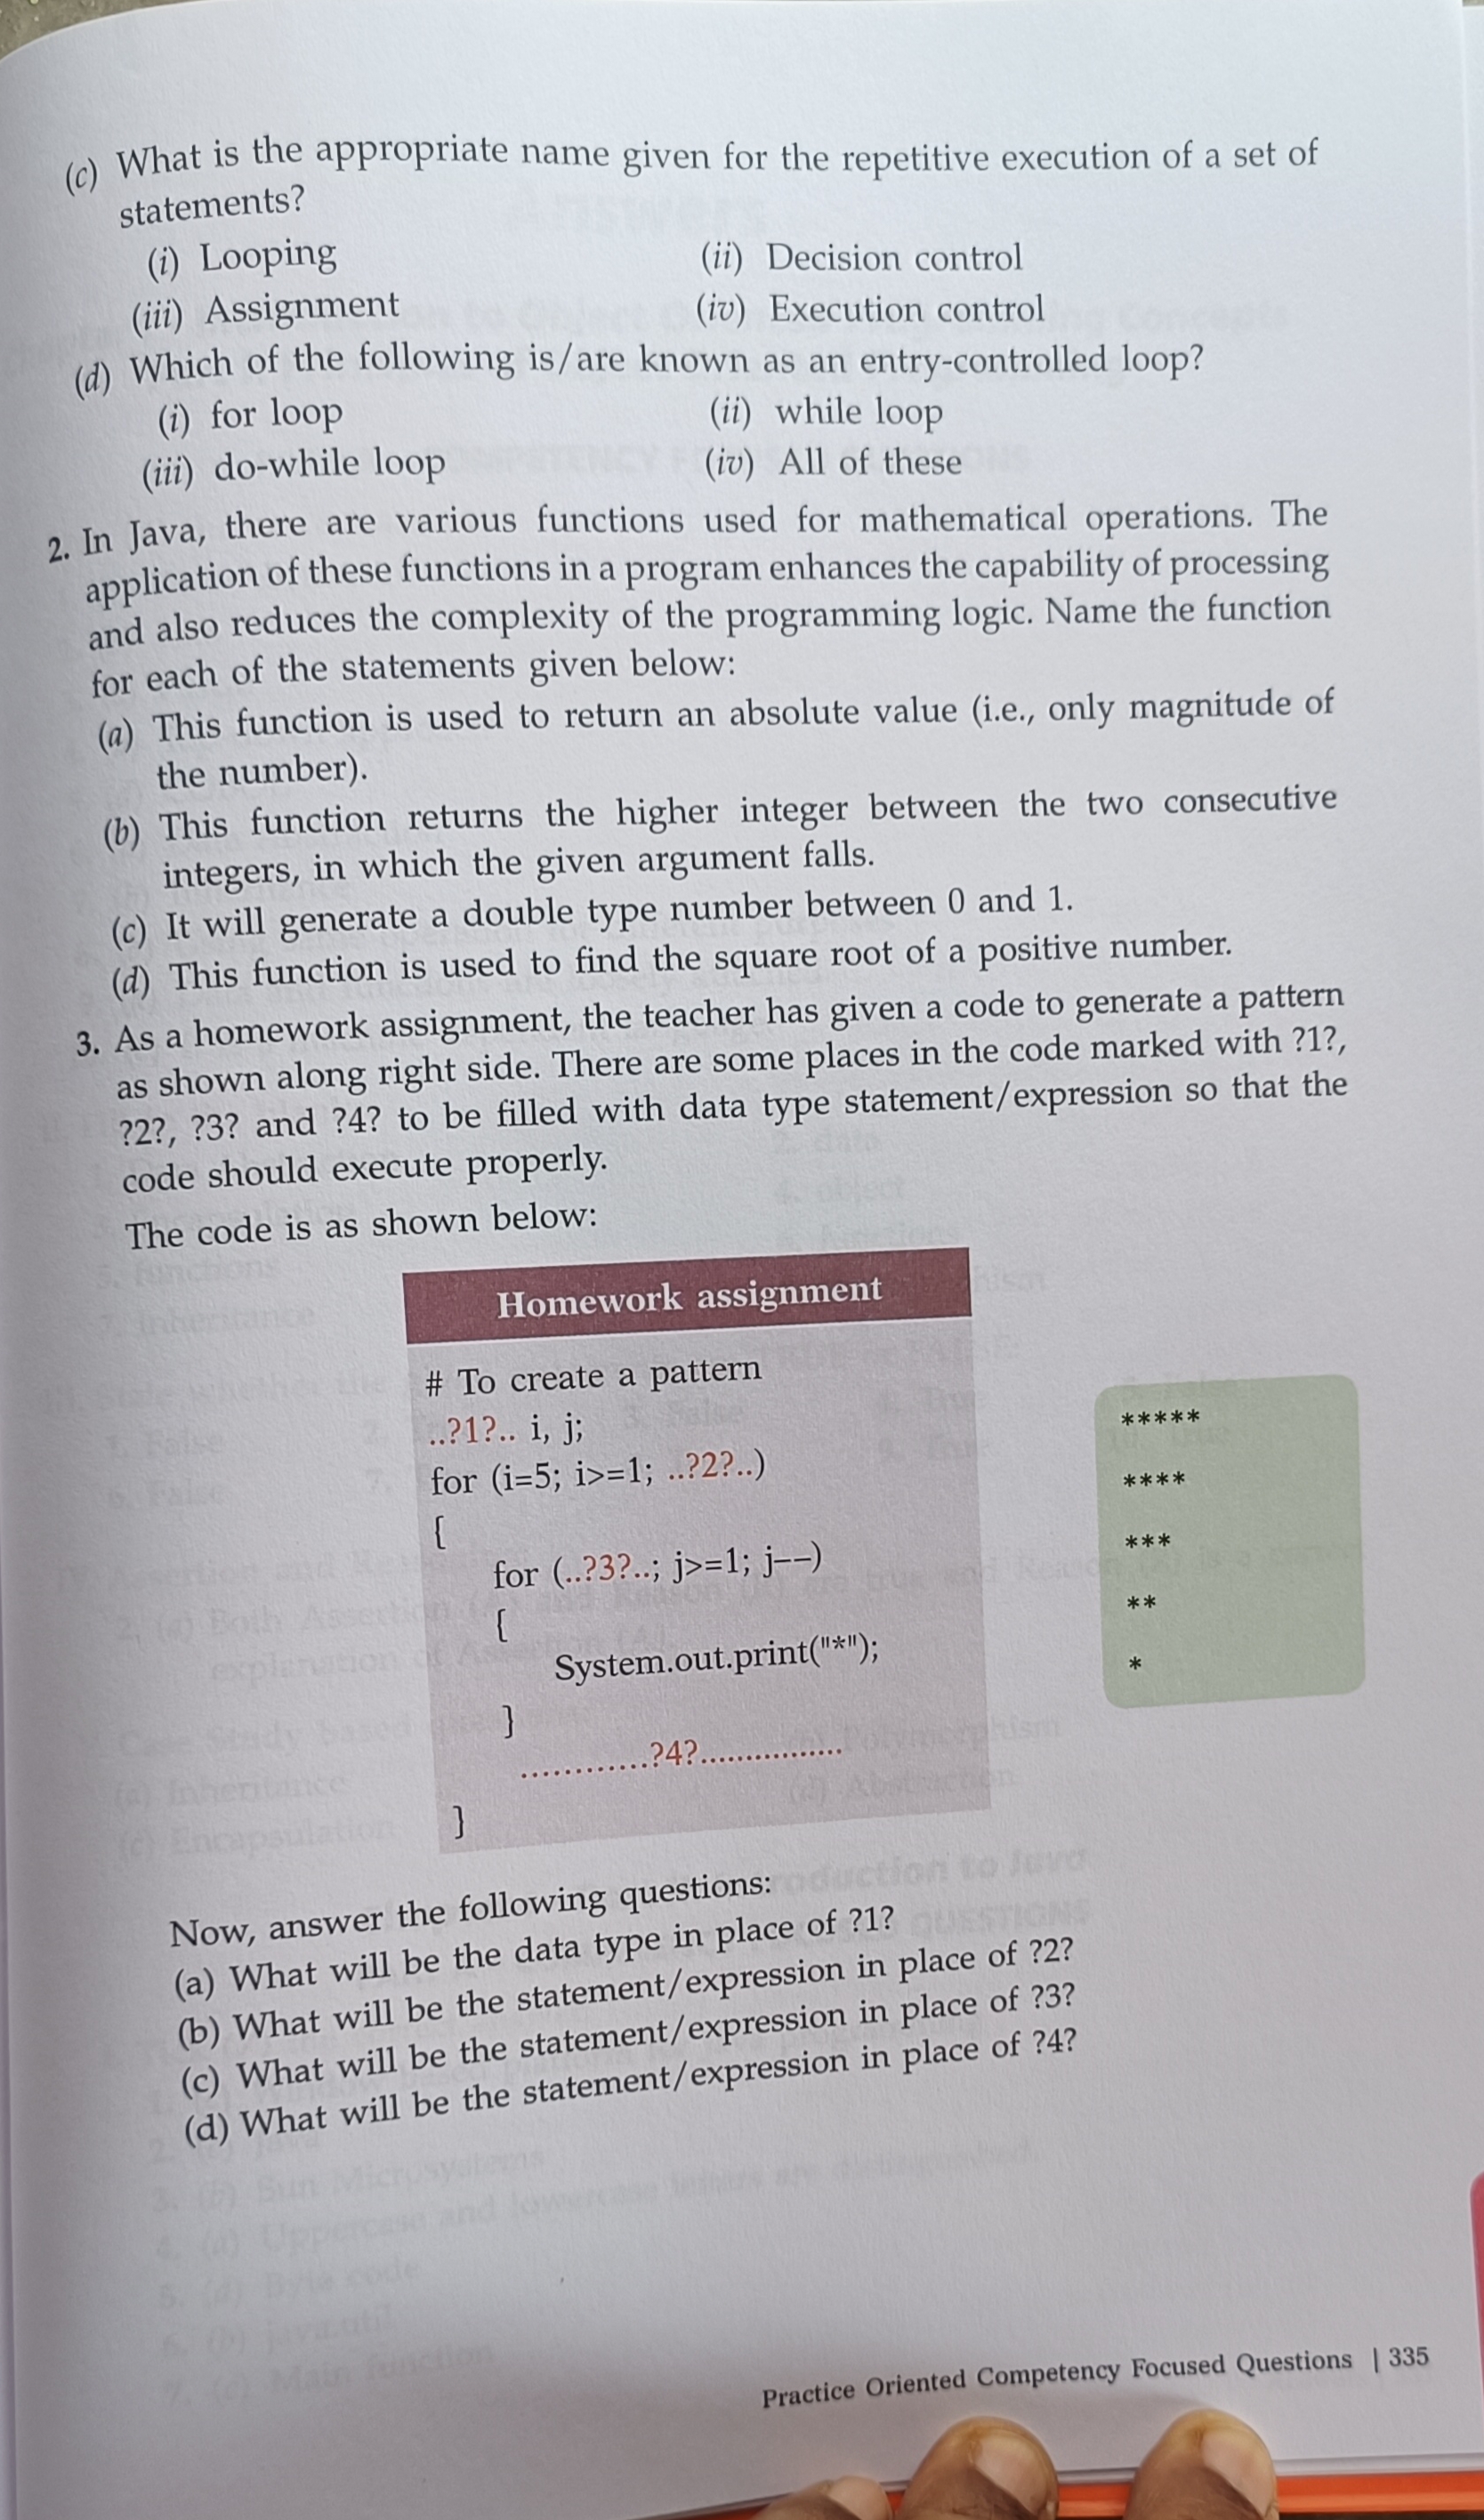 (c) What is the appropriate name given for the repetitive execution of a set of
statements?
(i) Looping (ii) Decision control
(iii) Assignment (iv) Execution control
(d) Which of the following is/are known as an entry-controlled loop?
(i) for loop (ii) while loop
(iii) do-while loop (iv) All of these
2. In Java, there are various functions used for mathematical operations. The
application of these functions in a program enhances the capability of processing
and also reduces the complexity of the programming logic. Name the function
for each of the statements given below:
(a) This function is used to return an absolute value (i.e., only magnitude of
the number).
(b) This function returns the higher integer between the two consecutive
integers, in which the given argument falls.
(c) It will generate a double type number between 0 and 1.
(d) This function is used to find the square root of a positive number.
3. As a homework assignment, the teacher has given a code to generate a pattern
as shown along right side. There are some places in the code marked with ?1?,
?2?, ?3? and ?4? to be filled with data type statement/expression so that the
code should execute properly.
The code is as shown below:
Homework assignment
# To create a pattern
..?1?.. i, j;
for (i=5; i>=1; ..?2?..)
{
for (..?3?..; j>=1; j--)
{
System.out.print("*");
}
............?4?................
}
*****
****
***
**
*
Now, answer the following questions:
(a) What will be the data type in place of ?1?
(b) What will be the statement/expression in place of ?2?
(c) What will be the statement/expression in place of ?3?
(d) What will be the statement/expression in place of ?4?
Practice Oriented Competency Focused Questions | 335